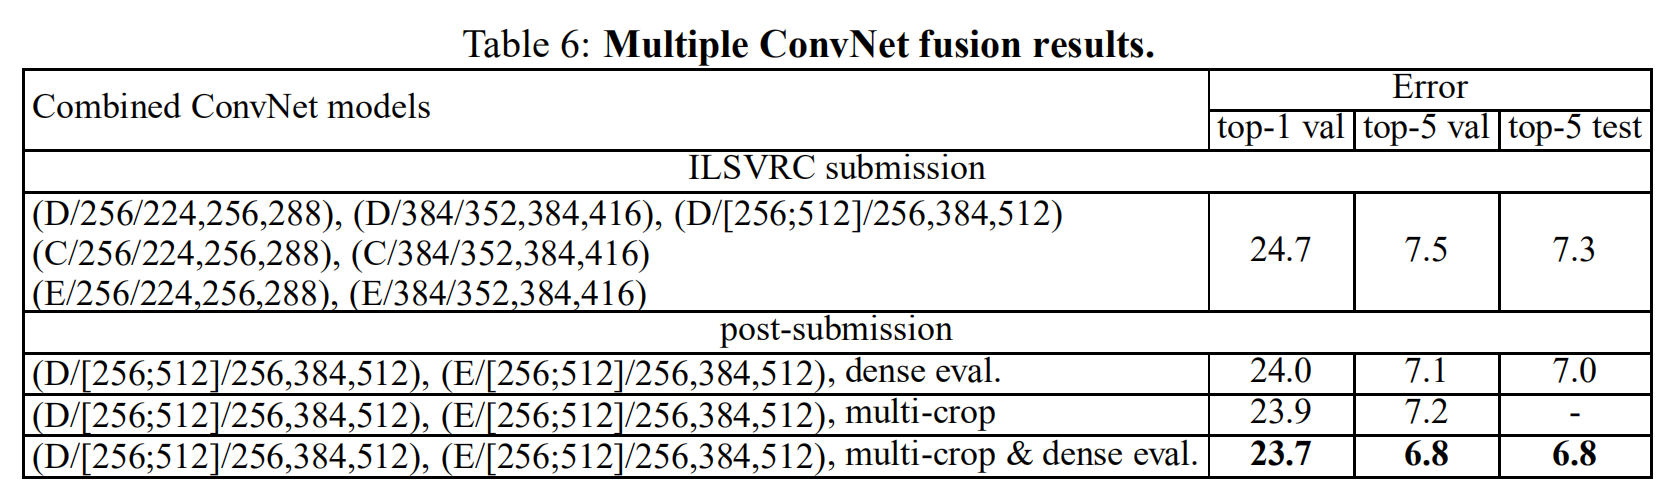 Table 6: Multiple ConvNet fusion results.
Combined ConvNet models
Error
top-1 val top-5 val top-5 test
ILSVRC submission
(D/256/224,256,288), (D/384/352,384,416), (D/[256;512]/256,384,512)
(C/256/224,256,288), (C/384/352,384,416)
(E/256/224,256,288), (E/384/352,384,416)
24.7 7.5 7.3
post-submission
(D/[256;512]/256,384,512), (E/[256;512]/256,384,512), dense eval. 24.0 7.1 7.0
(D/[256;512]/256,384,512), (E/[256;512]/256,384,512), multi-crop 23.9 7.2 -
(D/[256;512]/256,384,512), (E/[256;512]/256,384,512), multi-crop & dense eval. 23.7 6.8 6.8